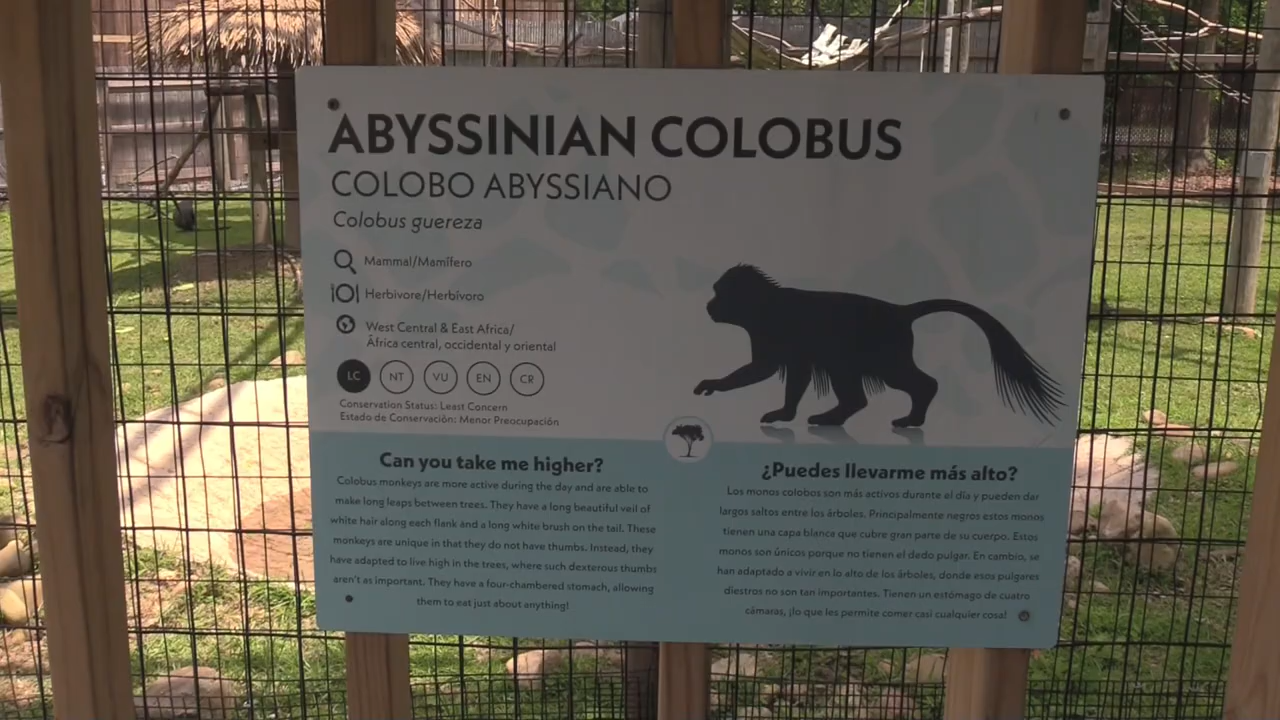 ABYSSINIAN COLOBUS
COLOBO ABYSSIANO
Colobus guereza
Mammal/Mamífero
Herbivore/Herbívoro
West Central & East Africa/
África central, occidental y oriental
LC NT VU EN CR
Conservation Status: Least Concern
Estado de Conservación: Menor Preocupación
Can you take me higher?
Colobus monkeys are more active during the day and are able to
make long leaps between trees. They have a long beautiful veil of
white hair along each flank and a long white brush on the tail. These
monkeys are unique in that they do not have thumbs. Instead, they
have adapted to live high in the trees, where such dexterous thumbs
aren't as important. They have a four-chambered stomach, allowing
them to eat just about anything!
¿Puedes llevarme más alto?
Los monos colobos son más activos durante el día y pueden dar
largos saltos entre los árboles. Principalmente negros estos monos
tienen una capa blanca que cubre gran parte de su cuerpo. Estos
monos son únicos porque no tienen el dedo pulgar. En cambio, se
han adaptado a vivir en lo alto de los árboles, donde esos pulgares
diestros no son tan importantes. Tienen un estómago de cuatro
cámaras, ¡lo que les permite comer casi cualquier cosa!